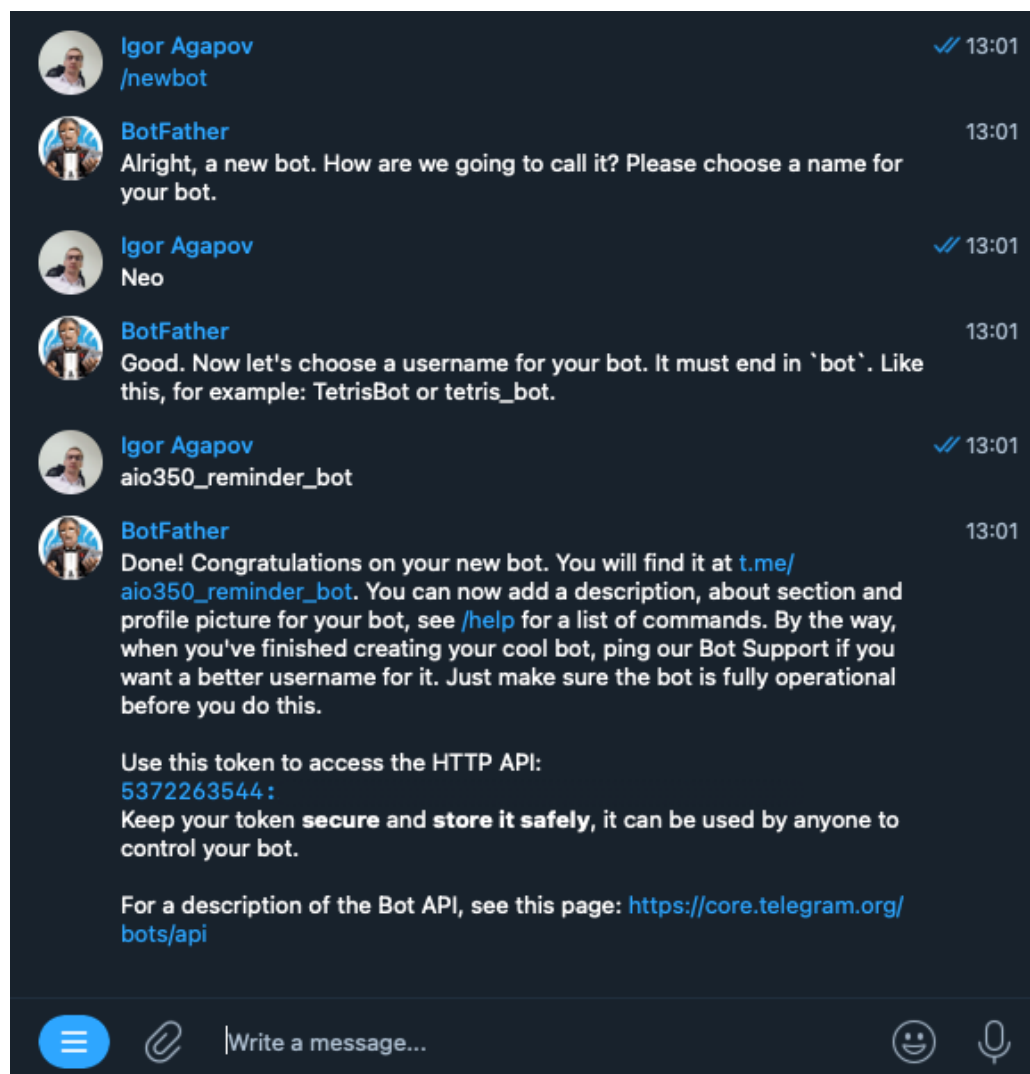 Igor Agapov 13:01
/newbot
BotFather 13:01
Alright, a new bot. How are we going to call it? Please choose a name for
your bot.
Igor Agapov 13:01
Neo
BotFather 13:01
Good. Now let's choose a username for your bot. It must end in `bot`. Like
this, for example: TetrisBot or tetris_bot.
Igor Agapov 13:01
aio350_reminder_bot
BotFather 13:01
Done! Congratulations on your new bot. You will find it at t.me/
aio350_reminder_bot. You can now add a description, about section and
profile picture for your bot, see /help for a list of commands. By the way,
when you've finished creating your cool bot, ping our Bot Support if you
want a better username for it. Just make sure the bot is fully operational
before you do this.
Use this token to access the HTTP API:
5372263544:
Keep your token secure and store it safely, it can be used by anyone to
control your bot.
For a description of the Bot API, see this page: https://core.telegram.org/
bots/api
Write a message...